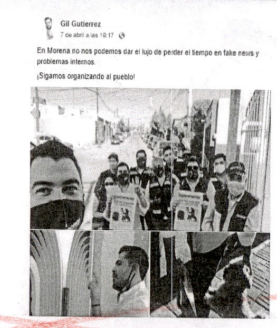 Gil Gutierrez
7 de abril a las 18:17
En Morena no nos podemos dar el lujo de perder el tiempo en fake news y
problemas internos.
¡Sigamos organizando al pueblo!